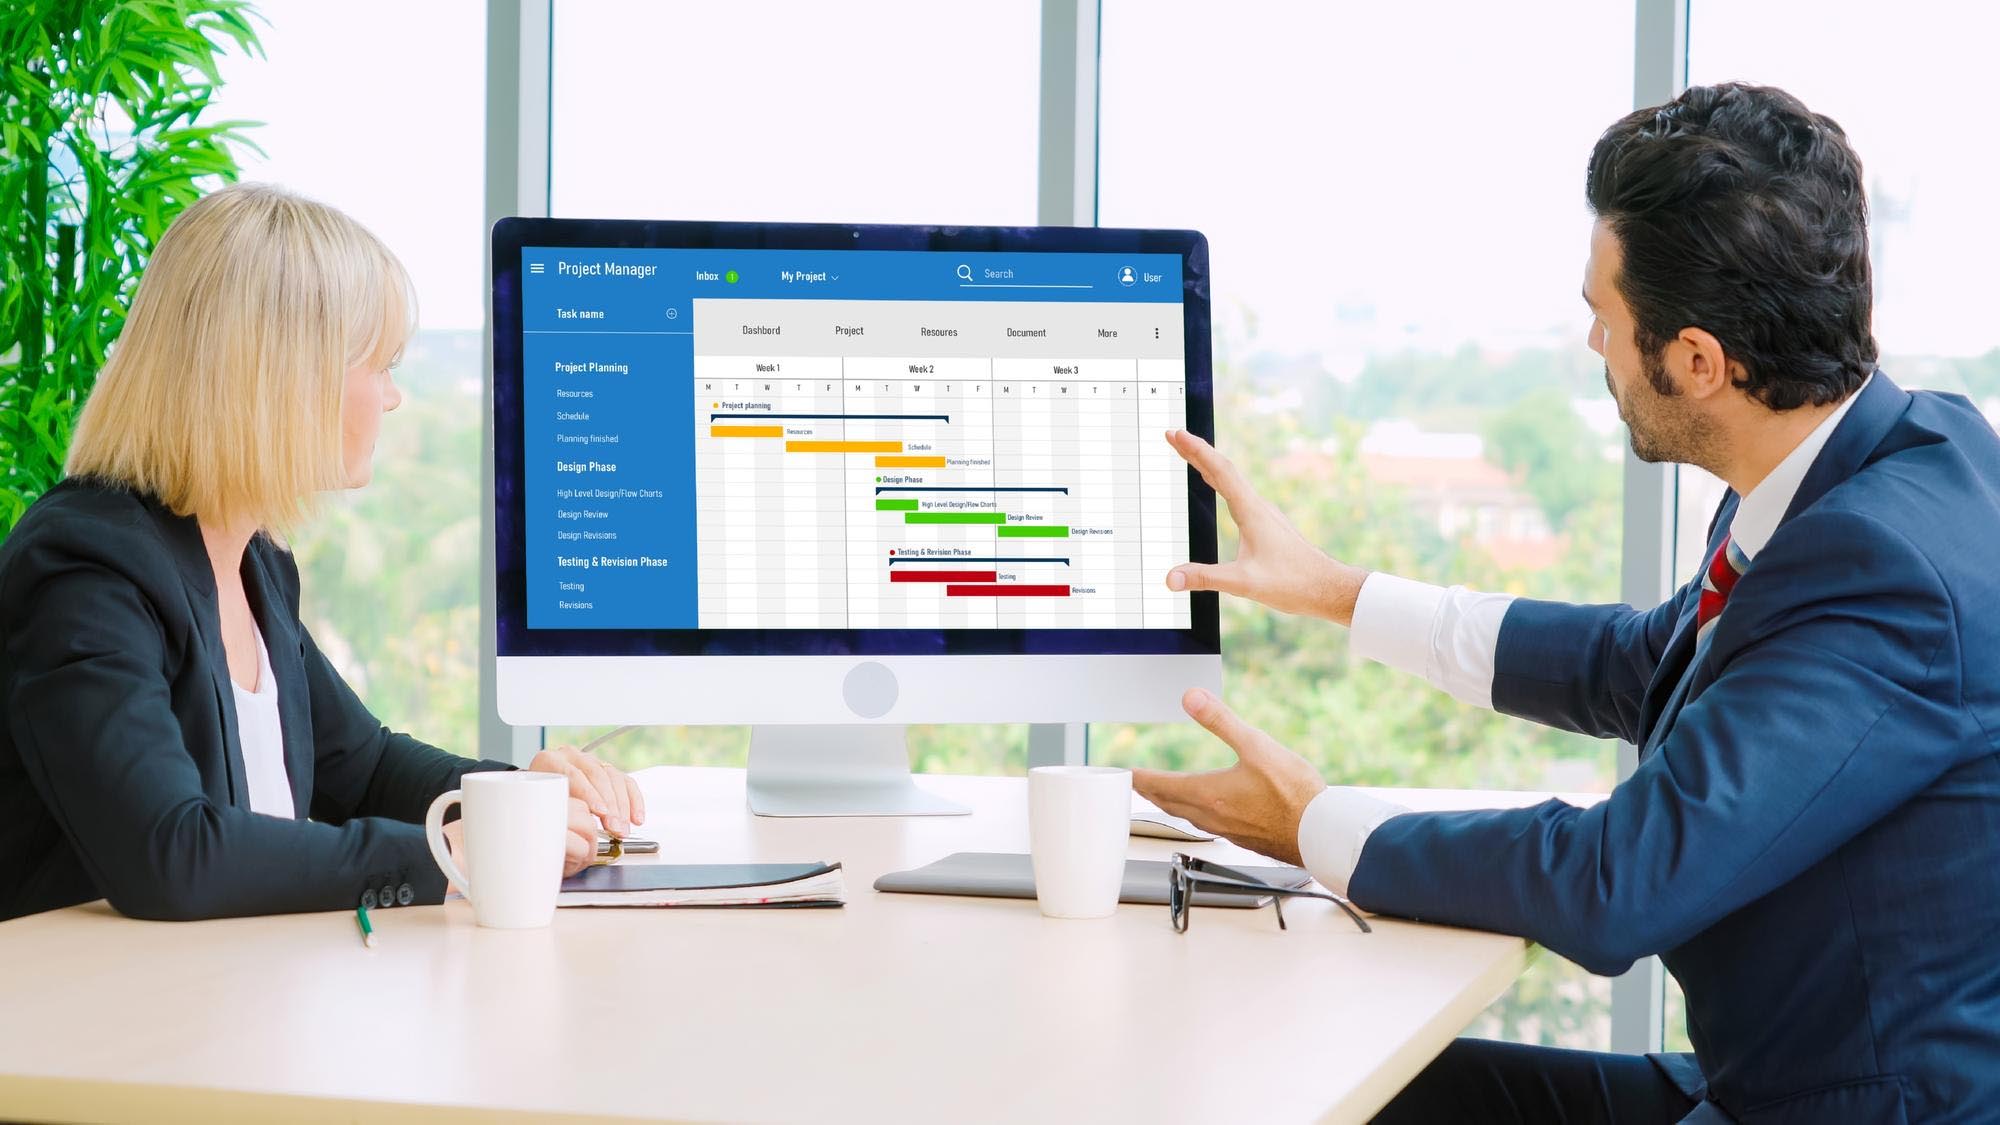 Project Manager
Inbox 1
My Project
Search
User
Task name
Dashbord
Project
Resoures
Document
More
Week 1
Week 2
Week 3
M T W T F M T W T F M T W T F M T
Project Planning
Resources
Schedule
Planning finished
Design Phase
High Level Design/Flow Charts
Design Review
Design Revisions
Testing & Revision Phase
Testing
Revisions
Project planning
Resources
Schedule
Planning finished
Design Phase
High Level Design/Flow Charts
Design Review
Design Revisions
Testing & Revision Phase
Testing
Revisions